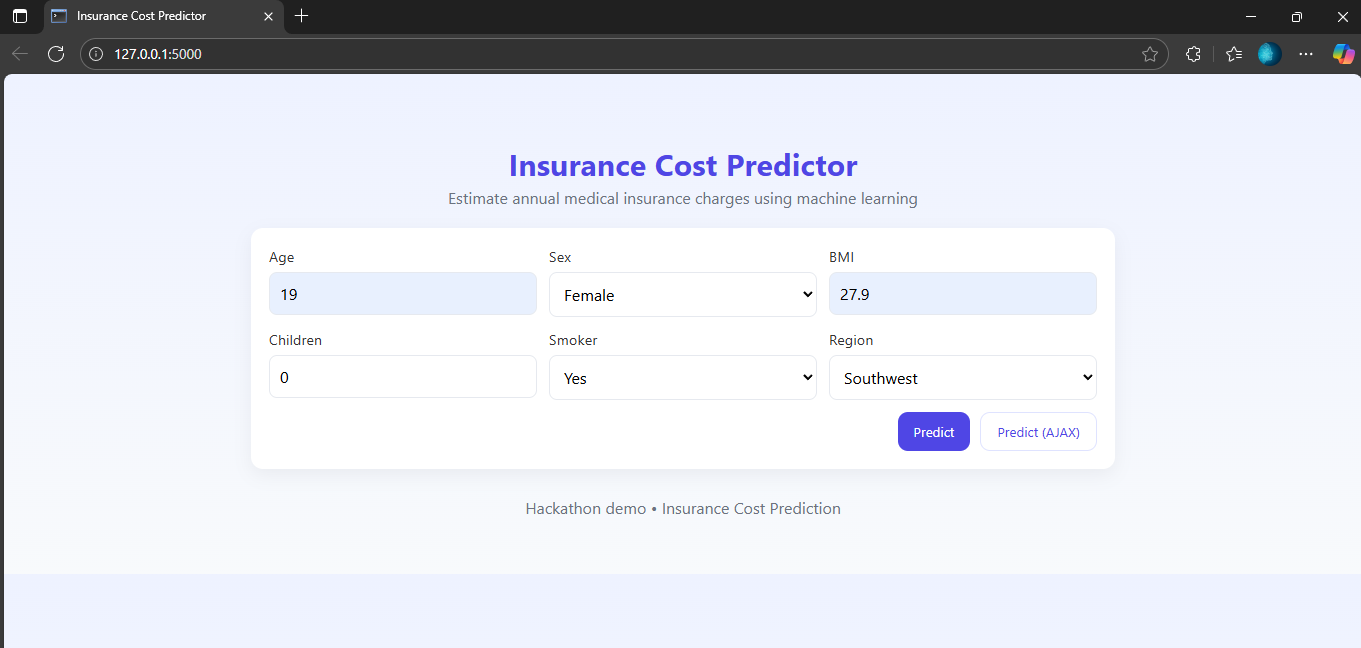 Insurance Cost Predictor
127.0.0.1:5000
Insurance Cost Predictor
Estimate annual medical insurance charges using machine learning
Age Sex BMI
19 Female 27.9
Children Smoker Region
0 Yes Southwest
Predict Predict (AJAX)
Hackathon demo • Insurance Cost Prediction